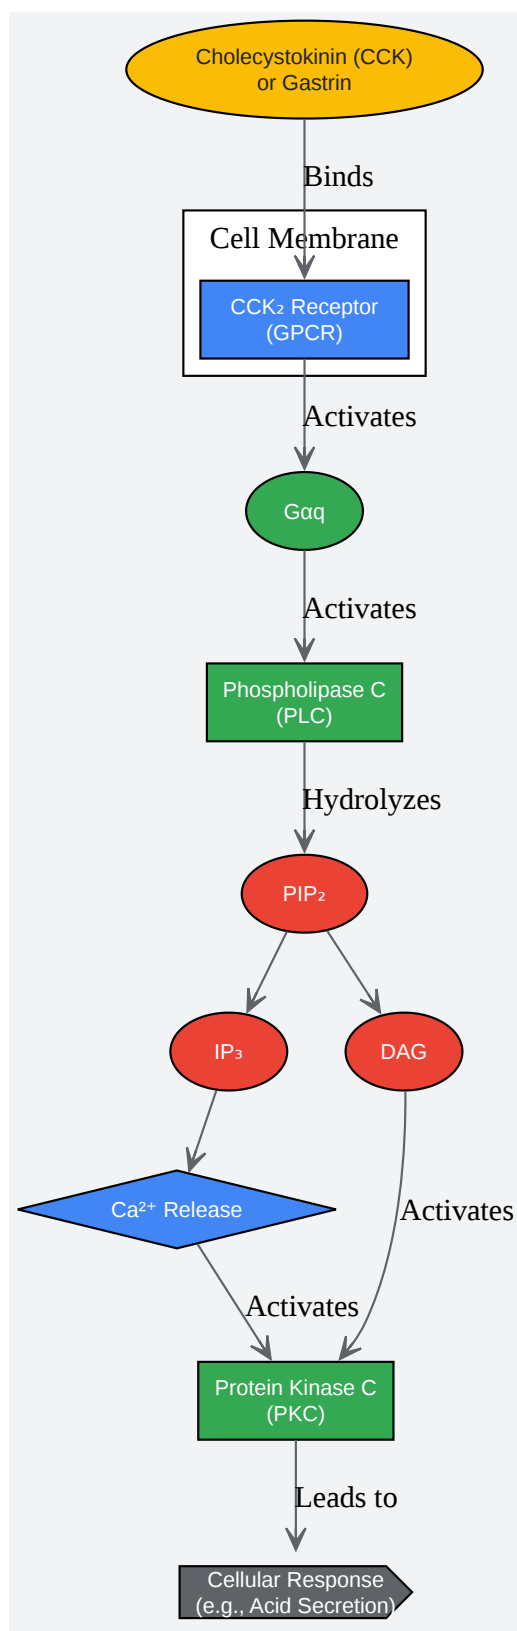 Cholecystokinin (CCK)
or Gastrin
Binds
Cell Membrane
CCK₂ Receptor
(GPCR)
Activates
Gαq
Activates
Phospholipase C
(PLC)
Hydrolyzes
PIP₂
IP₃
DAG
Ca²⁺ Release
Activates
Activates
Protein Kinase C
(PKC)
Leads to
Cellular Response
(e.g., Acid Secretion)